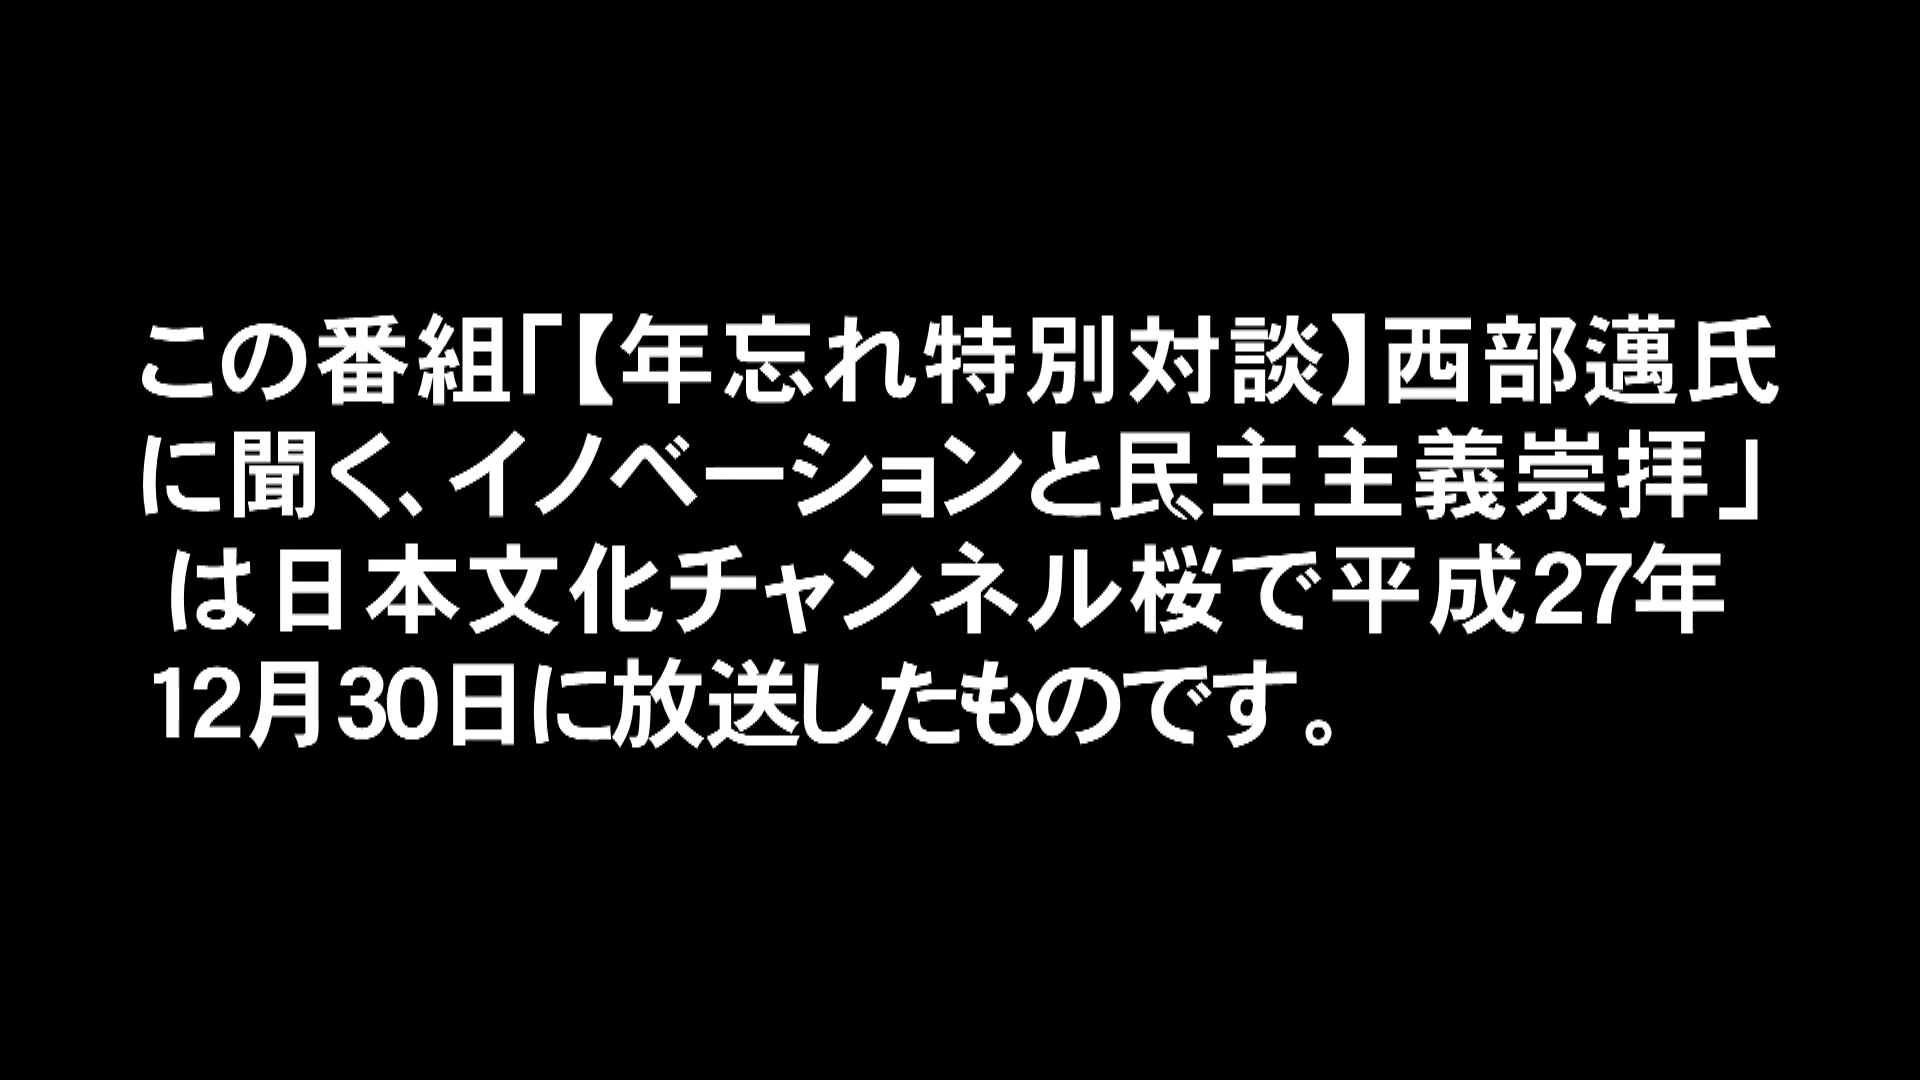 この番組「【年忘れ特別対談】西部邁氏
に聞く、イノベーションと民主主義崇拝」
は日本文化チャンネル桜で平成27年
12月30日に放送したものです。